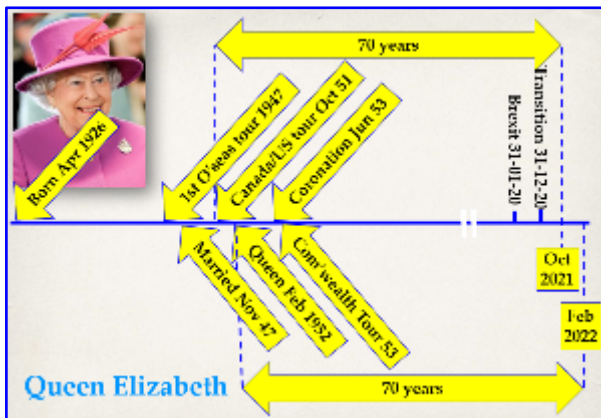 70 years
Born Apr 1926
1st O'seas tour 1947
Canada/US tour Oct 51
Coronation Jun 53
Brexit 31-01-20
Transition 31-12-20
Married Nov 47
Queen Feb 1952
Com'wealth Tour 53
Oct
2021
Feb
2022
Queen Elizabeth
70 years